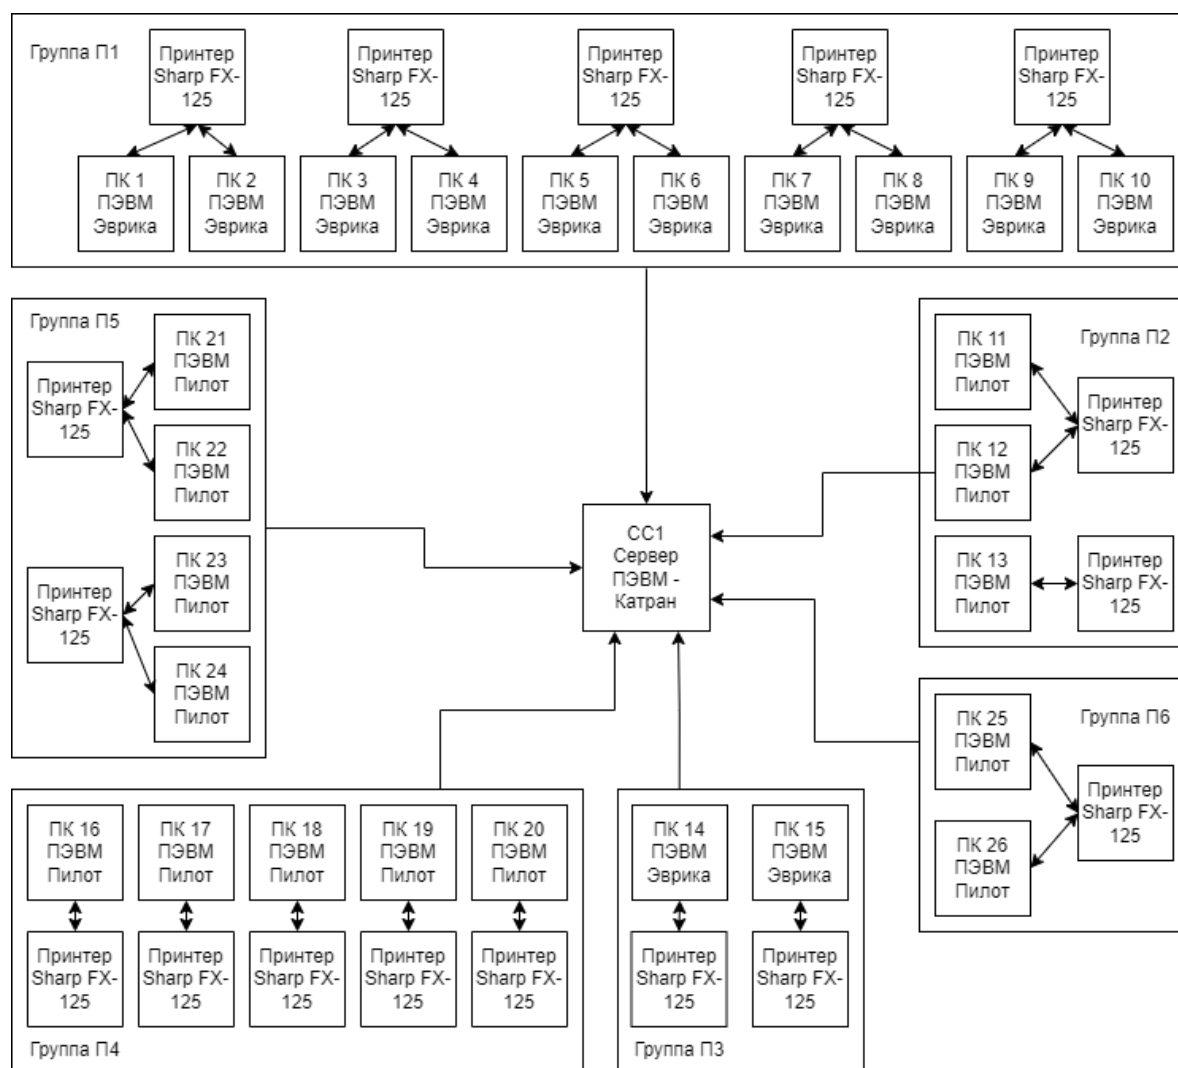 Группа П1
Принтер
Sharp FX-
125
Принтер
Sharp FX-
125
Принтер
Sharp FX-
125
Принтер
Sharp FX-
125
Принтер
Sharp FX-
125
ПК 1
ПЭВМ
Эврика
ПК 2
ПЭВМ
Эврика
ПК 3
ПЭВМ
Эврика
ПК 4
ПЭВМ
Эврика
ПК 5
ПЭВМ
Эврика
ПК 6
ПЭВМ
Эврика
ПК 7
ПЭВМ
Эврика
ПК 8
ПЭВМ
Эврика
ПК 9
ПЭВМ
Эврика
ПК 10
ПЭВМ
Эврика
Группа П5
Принтер
Sharp FX-
125
ПК 21
ПЭВМ
Пилот
ПК 22
ПЭВМ
Пилот
Принтер
Sharp FX-
125
ПК 23
ПЭВМ
Пилот
ПК 24
ПЭВМ
Пилот
СС1
Сервер
ПЭВМ -
Катран
Группа П2
ПК 11
ПЭВМ
Пилот
Принтер
Sharp FX-
125
ПК 12
ПЭВМ
Пилот
ПК 13
ПЭВМ
Пилот
Принтер
Sharp FX-
125
Группа П6
ПК 25
ПЭВМ
Пилот
Принтер
Sharp FX-
125
ПК 26
ПЭВМ
Пилот
ПК 16
ПЭВМ
Пилот
ПК 17
ПЭВМ
Пилот
ПК 18
ПЭВМ
Пилот
ПК 19
ПЭВМ
Пилот
ПК 20
ПЭВМ
Пилот
Принтер
Sharp FX-
125
Принтер
Sharp FX-
125
Принтер
Sharp FX-
125
Принтер
Sharp FX-
125
Принтер
Sharp FX-
125
Группа П4
ПК 14
ПЭВМ
Эврика
ПК 15
ПЭВМ
Эврика
Принтер
Sharp FX-
125
Принтер
Sharp FX-
125
Группа П3